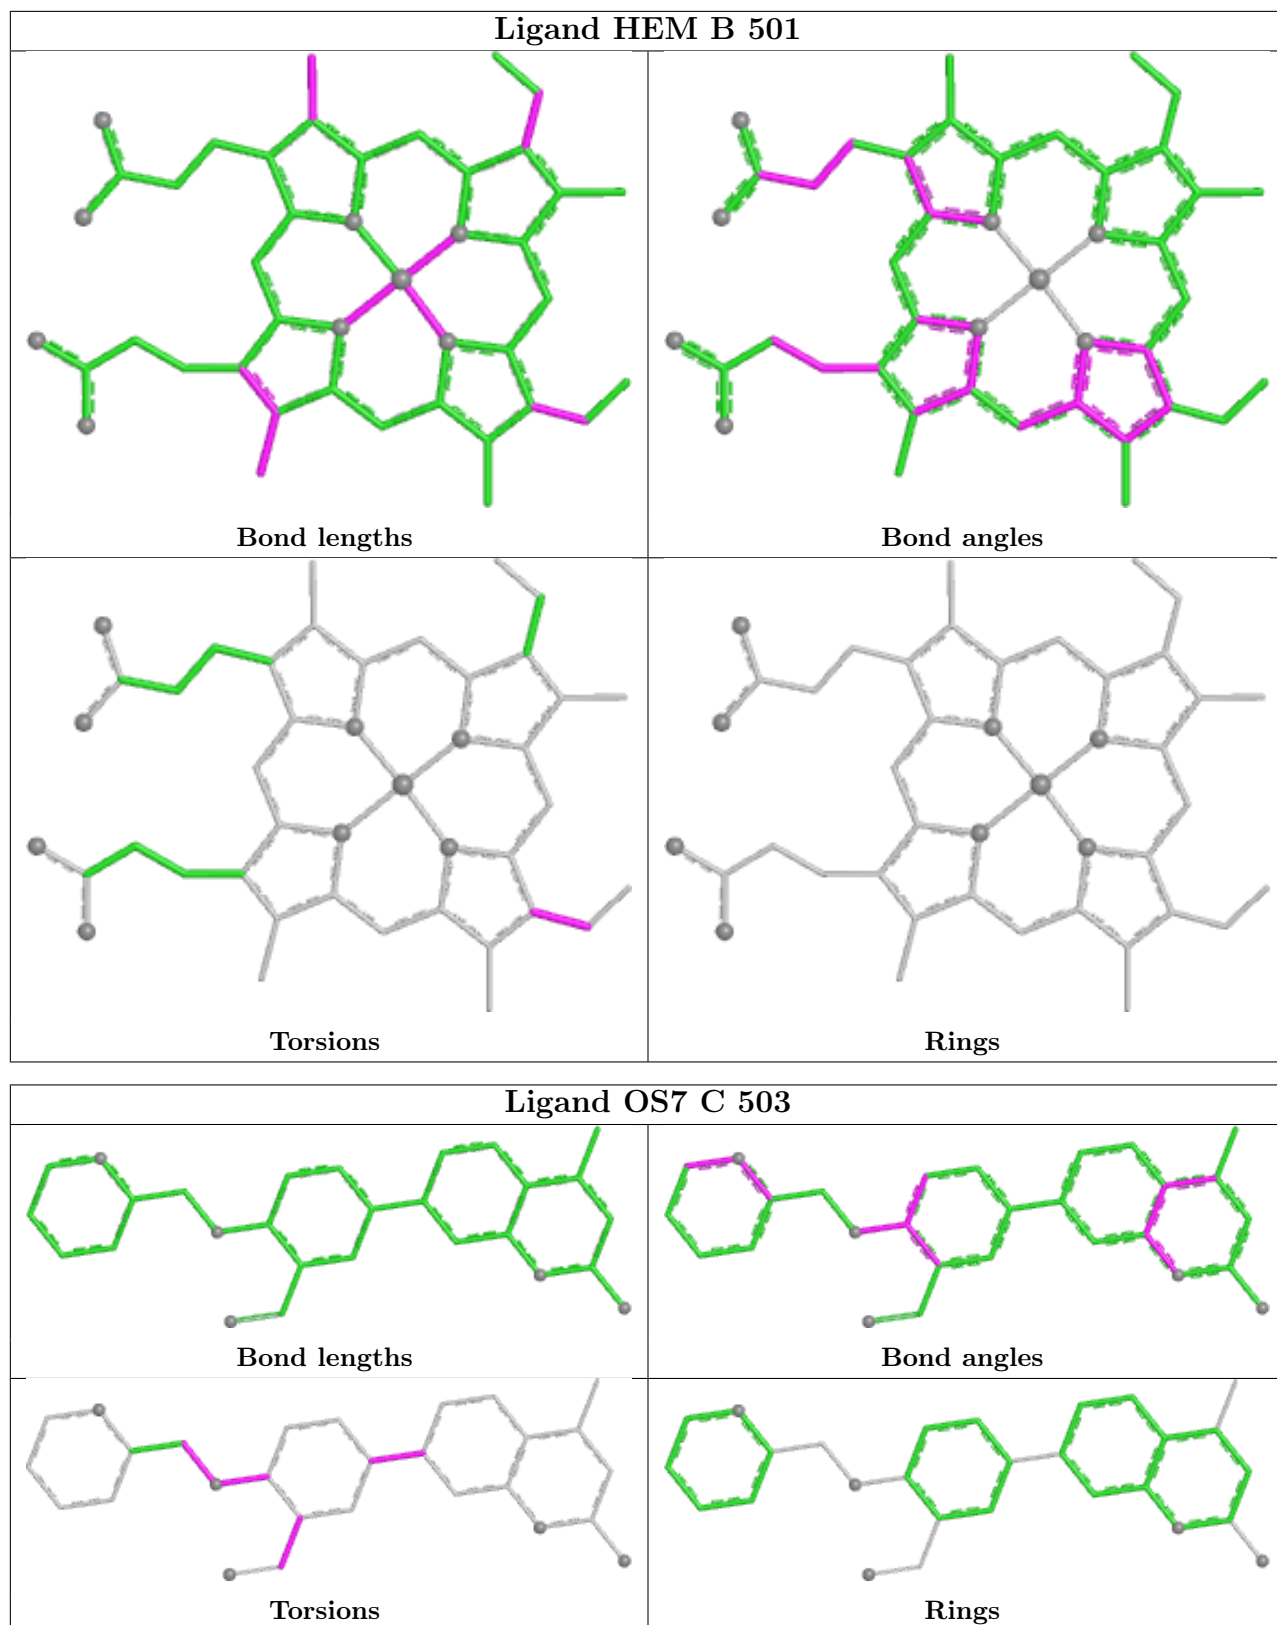 Ligand HEM B 501
Bond lengths
Bond angles
Torsions
Rings
Ligand OS7 C 503
Bond lengths
Bond angles
Torsions
Rings